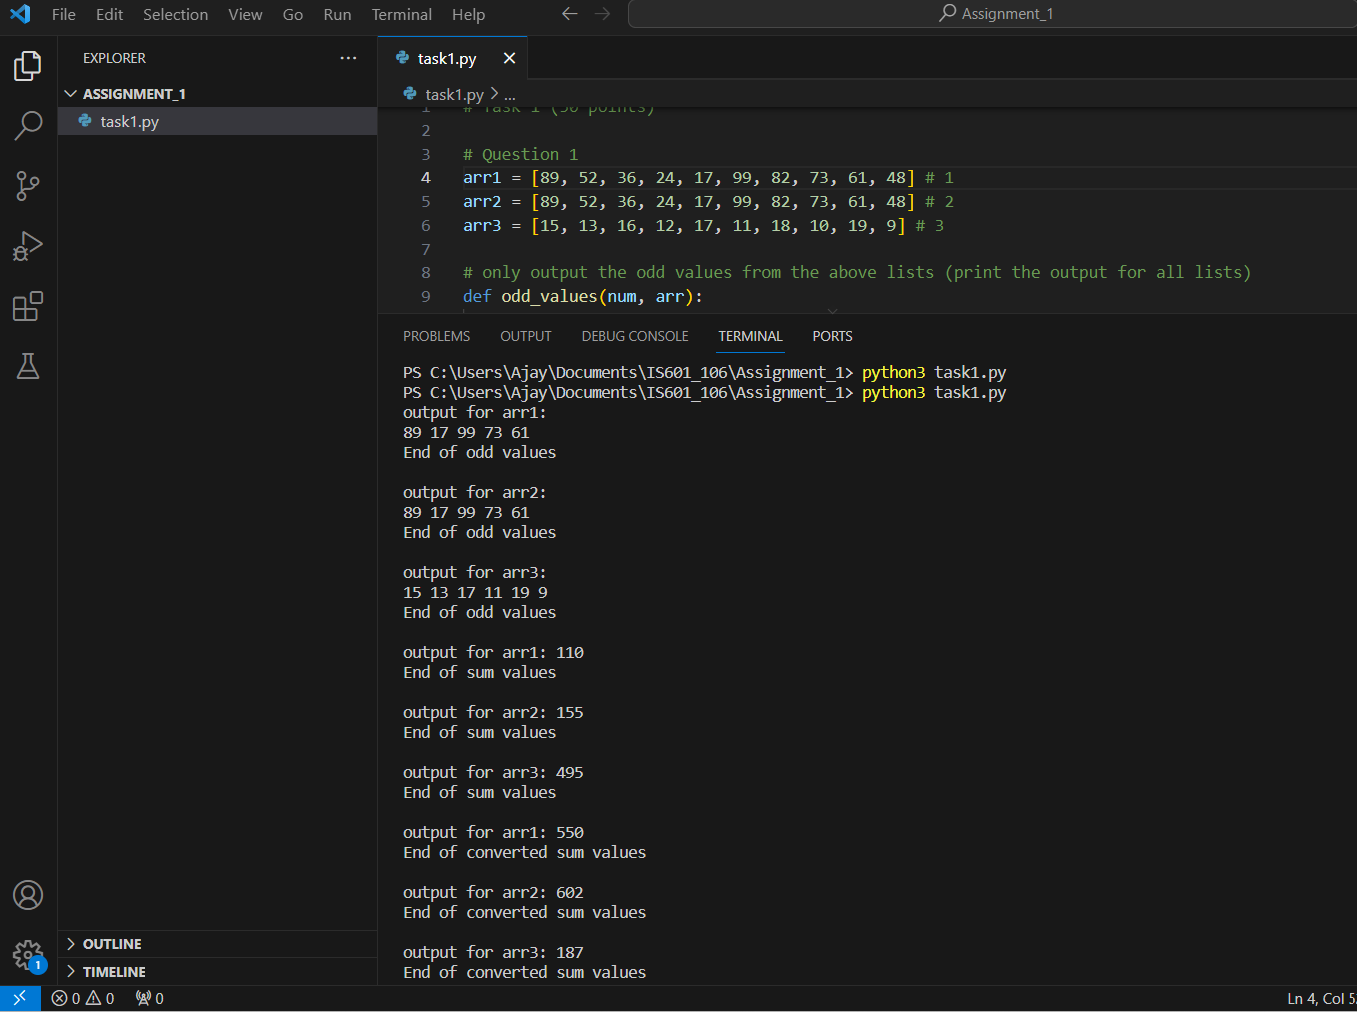 File Edit Selection View Go Run Terminal Help
Assignment_1
EXPLORER
task1.py
ASSIGNMENT_1
task1.py
task1.py > ...
1 # Task 1 (50 points)
2
3 # Question 1
4 arr1 = [89, 52, 36, 24, 17, 99, 82, 73, 61, 48] # 1
5 arr2 = [89, 52, 36, 24, 17, 99, 82, 73, 61, 48] # 2
6 arr3 = [15, 13, 16, 12, 17, 11, 18, 10, 19, 9] # 3
7
8 # only output the odd values from the above lists (print the output for all lists)
9 def odd_values(num, arr):
PROBLEMS OUTPUT DEBUG CONSOLE TERMINAL PORTS
PS C:\Users\Ajay\Documents\IS601_106\Assignment_1> python3 task1.py
PS C:\Users\Ajay\Documents\IS601_106\Assignment_1> python3 task1.py
output for arr1:
89 17 99 73 61
End of odd values
output for arr2:
89 17 99 73 61
End of odd values
output for arr3:
15 13 17 11 19 9
End of odd values
output for arr1: 110
End of sum values
output for arr2: 155
End of sum values
output for arr3: 495
End of sum values
output for arr1: 550
End of converted sum values
output for arr2: 602
End of converted sum values
output for arr3: 187
End of converted sum values
OUTLINE
TIMELINE
1
0 0 0
Ln 4, Col 5